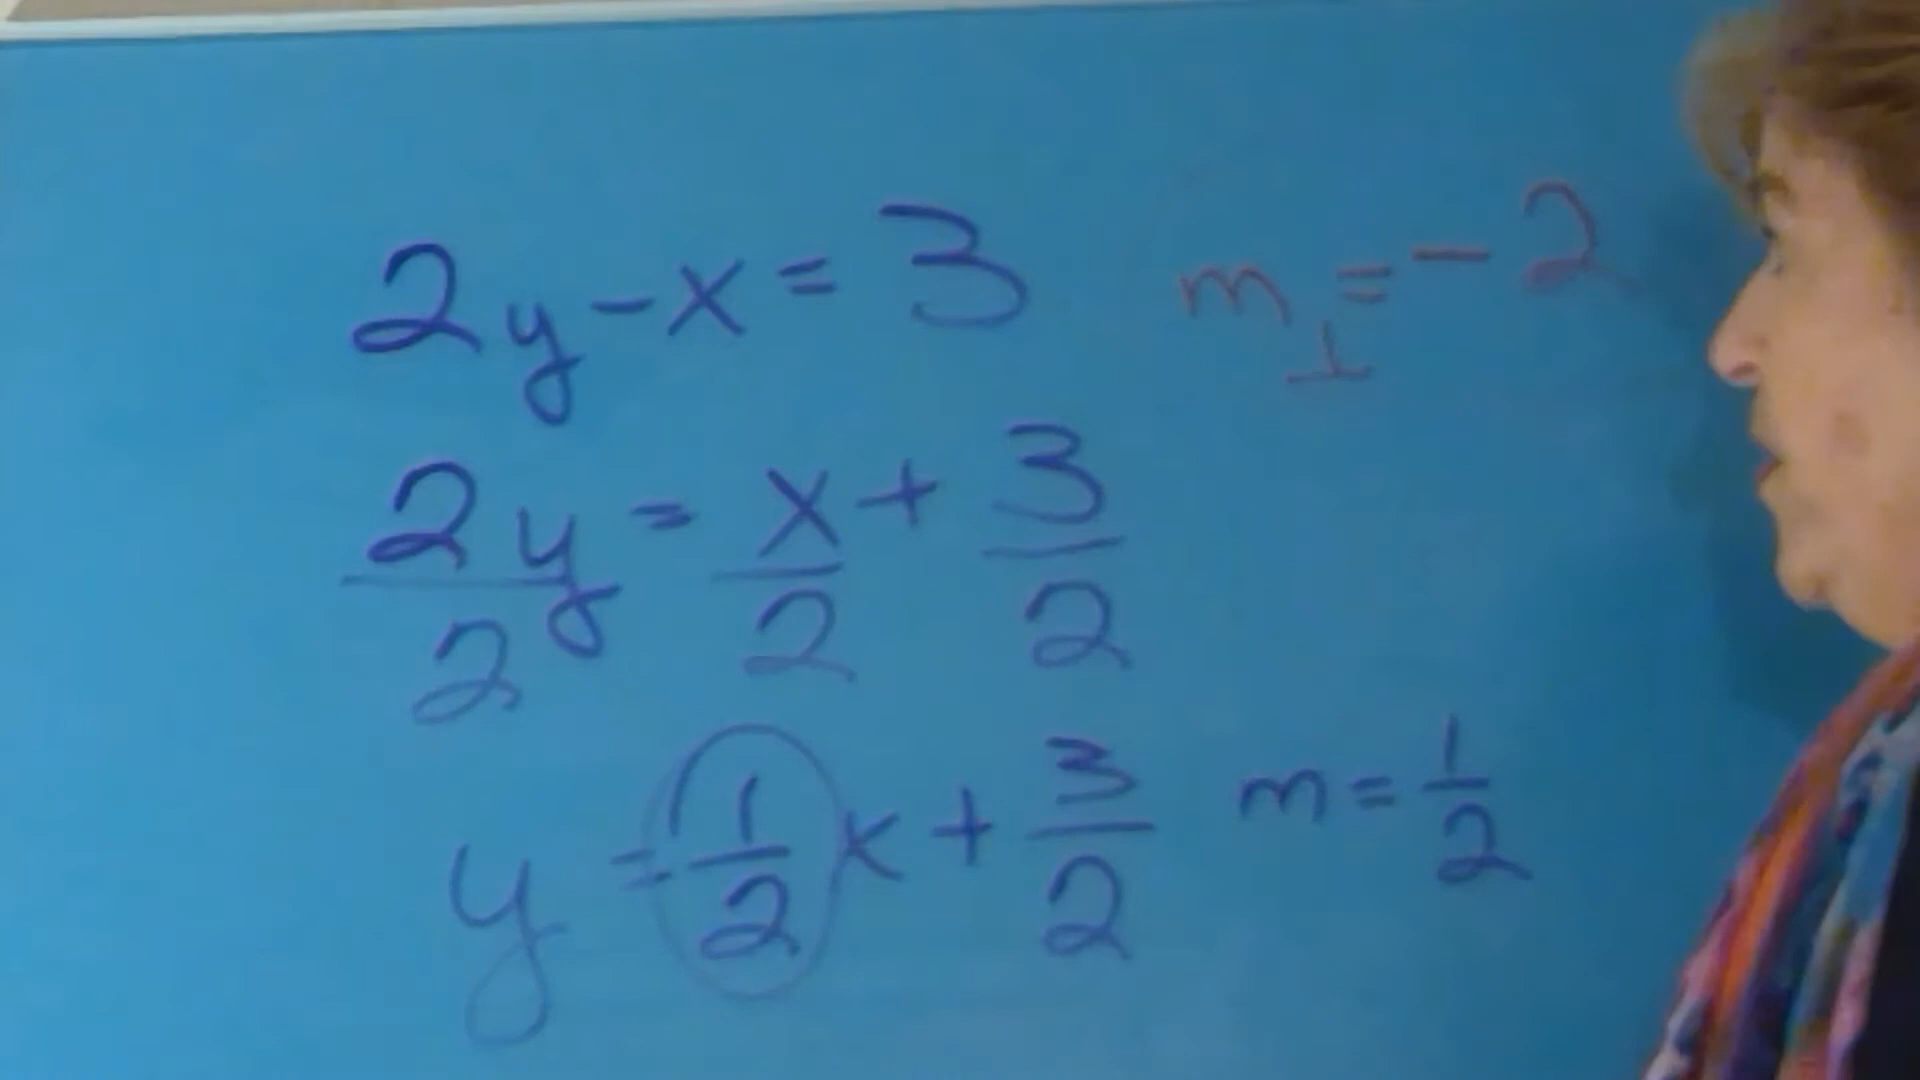 2y - x = 3 m⊥ = -2
2y/2 = x/2 + 3/2
y = 1/2 x + 3/2 m = 1/2